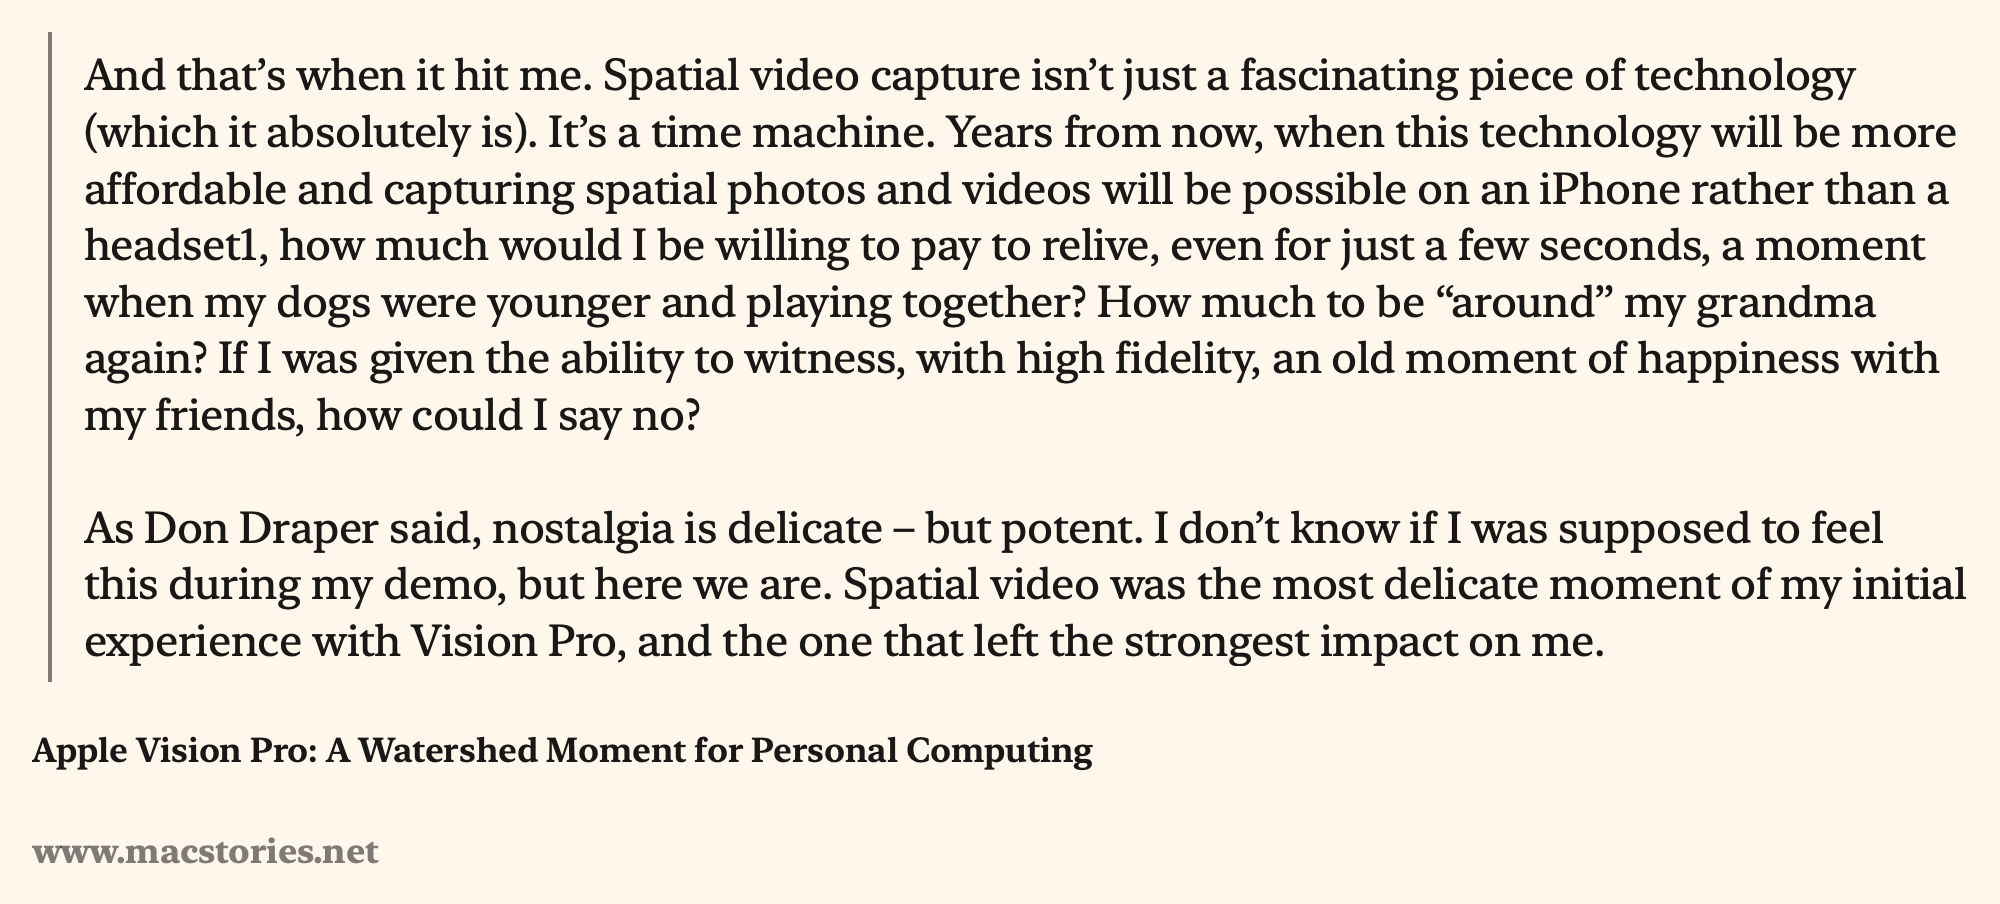 And that’s when it hit me. Spatial video capture isn’t just a fascinating piece of technology
(which it absolutely is). It’s a time machine. Years from now, when this technology will be more
affordable and capturing spatial photos and videos will be possible on an iPhone rather than a
headset1, how much would I be willing to pay to relive, even for just a few seconds, a moment
when my dogs were younger and playing together? How much to be “around” my grandma
again? If I was given the ability to witness, with high fidelity, an old moment of happiness with
my friends, how could I say no?
As Don Draper said, nostalgia is delicate – but potent. I don’t know if I was supposed to feel
this during my demo, but here we are. Spatial video was the most delicate moment of my initial
experience with Vision Pro, and the one that left the strongest impact on me.
Apple Vision Pro: A Watershed Moment for Personal Computing
www.macstories.net